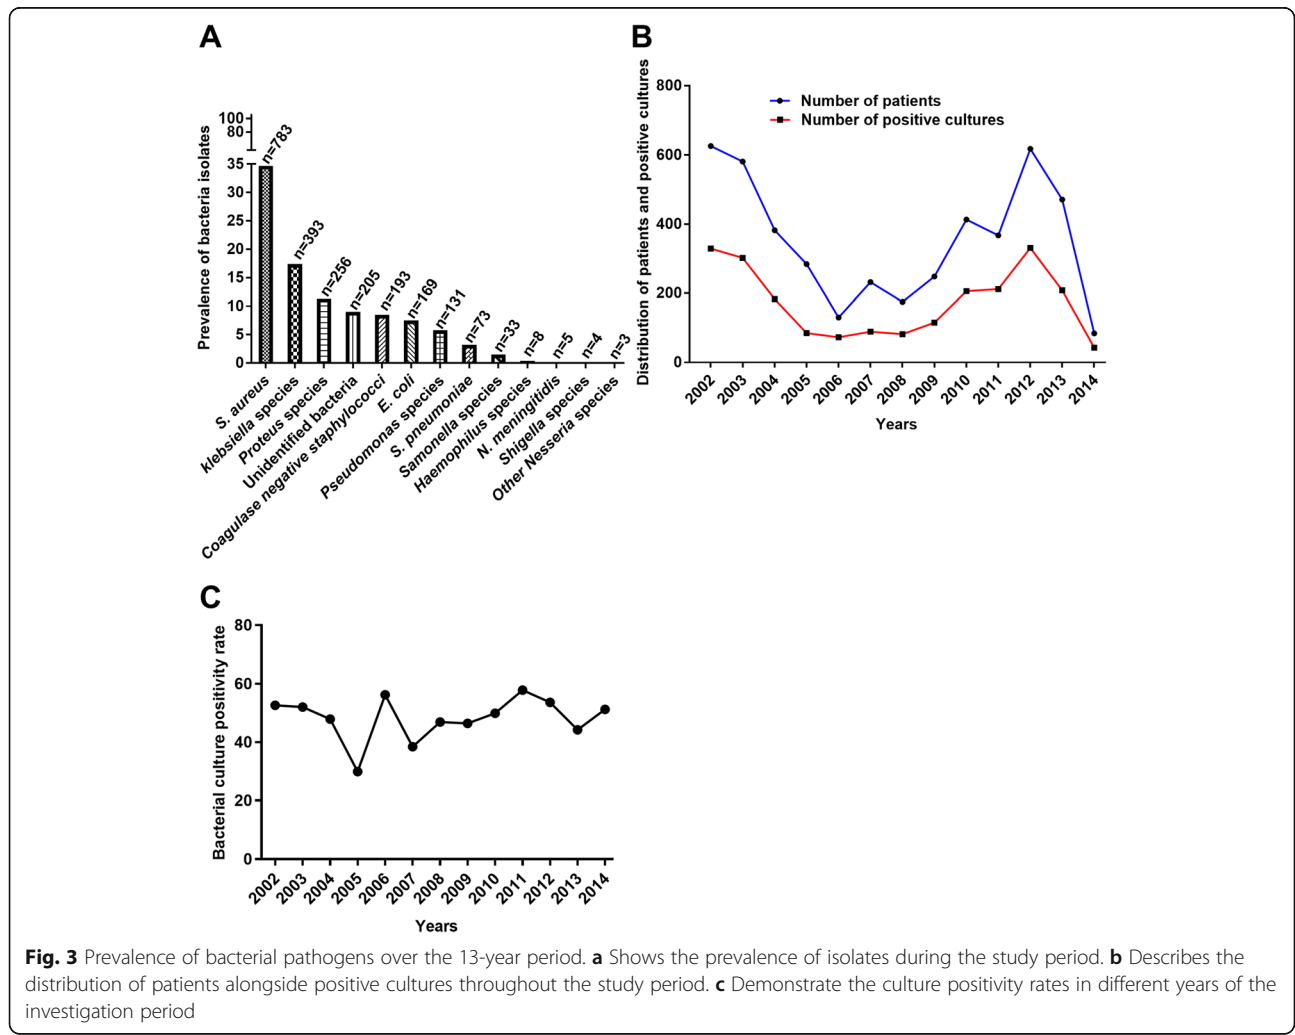 A
Prevalence of bacteria isolates
100
80
35
30
25
20
15
10
5
0
n=783
n=393
n=256
n=205
n=193
n=169
n=131
n=73
n=33
n=8
n=5
n=4
n=3
S. aureus
klebsiella species
Proteus species
Unidentified bacteria
Coagulase negative staphylococci
E. coli
Pseudomonas species
S. pneumoniae
Samonella species
Haemophilus species
N. meningitidis
Shigella species
Other Nesseria species
B
Distribution of patients and positive cultures
800
600
400
200
0
Number of patients
Number of positive cultures
2002
2003
2004
2005
2006
2007
2008
2009
2010
2011
2012
2013
2014
Years
C
Bacterial culture positivity rate
80
60
40
20
0
2002
2003
2004
2005
2006
2007
2008
2009
2010
2011
2012
2013
2014
Years
Fig. 3 Prevalence of bacterial pathogens over the 13-year period. a Shows the prevalence of isolates during the study period. b Describes the
distribution of patients alongside positive cultures throughout the study period. c Demonstrate the culture positivity rates in different years of the
investigation period